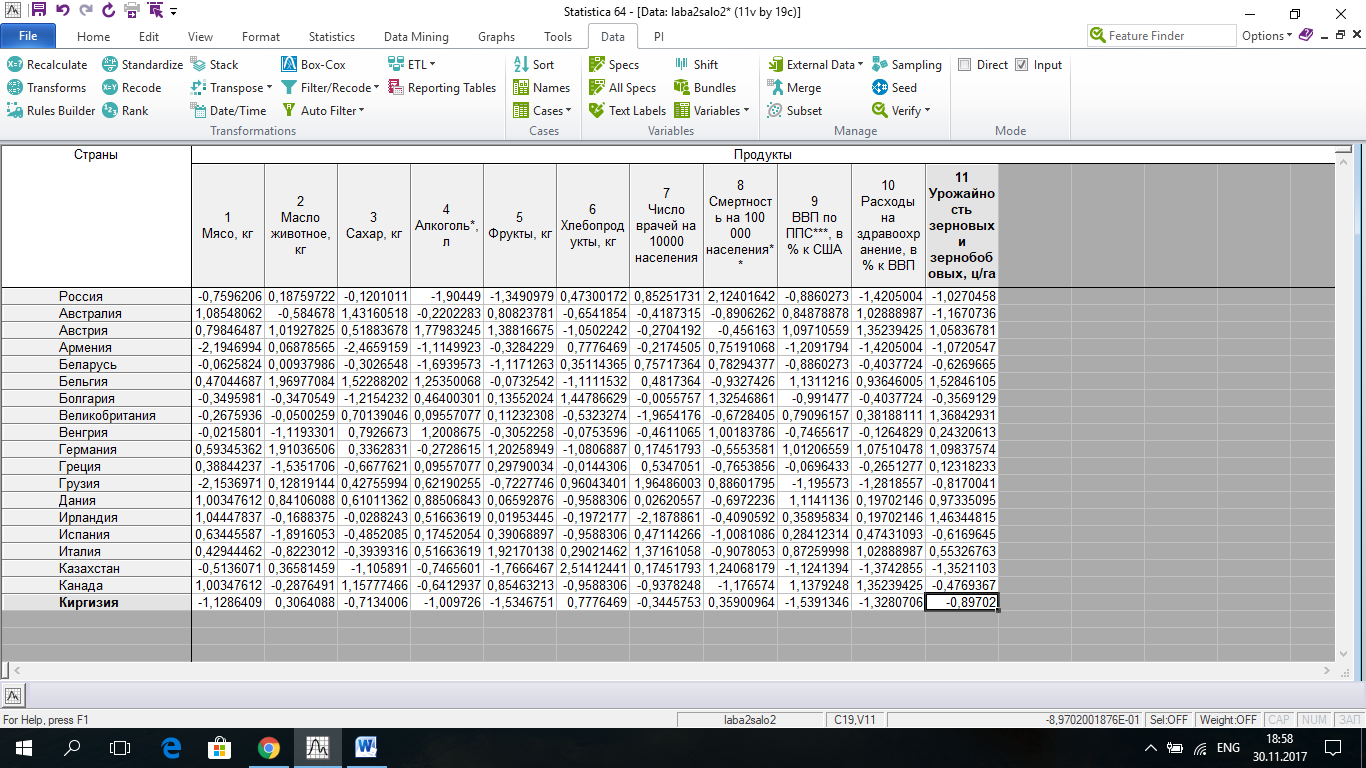 Statistica 64 - [Data: laba2salo2* (11v by 19c)]
File Home Edit View Format Statistics Data Mining Graphs Tools Data PI Feature Finder Options
Recalculate Standardize Stack Box-Cox ETL Sort Specs Shift External Data Sampling Direct Input
Transforms Recode Transpose Filter/Recode Reporting Tables Names All Specs Bundles Merge Seed
Rules Builder Rank Date/Time Auto Filter Cases Text Labels Variables Subset Verify
Transformations Cases Variables Manage Mode
Страны Продукты
1
Мясо, кг
2
Масло
животное,
кг
3
Сахар, кг
4
Алкоголь*,
л
5
Фрукты, кг
6
Хлебопрод
укты, кг
7
Число
врачей на
10000
населения
8
Смертност
ь на 100
000
населения*
*
9
ВВП по
ППС***, в
% к США
10
Расходы
на
здравоохр
анение, в
% к ВВП
11
Урожайно
сть
зерновых
и
зернобоб
овых, ц/га
Россия -0,7596206 0,18759722 -0,1201011 -1,90449 -1,3490979 0,47300172 0,85251731 2,12401642 -0,8860273 -1,4205004 -1,0270458
Австралия 1,08548062 -0,584678 1,43160518 -0,2202283 0,80823781 -0,6541854 -0,4187315 -0,8906262 0,84878878 1,02888987 -1,1670736
Австрия 0,79846487 1,01927825 0,51883678 1,77983245 1,38816675 -1,0502242 -0,2704192 -0,456163 1,09710559 1,35239425 1,05836781
Армения -2,1946994 0,06878565 -2,4659159 -1,1149923 -0,3284229 0,7776469 -0,2174505 0,75191068 -1,2091794 -1,4205004 -1,0720547
Беларусь -0,0625824 0,00937986 -0,3026548 -1,6939573 -1,1171263 0,35114365 0,75717364 0,78294377 -0,8860273 -0,4037724 -0,6269665
Бельгия 0,47044687 1,96977084 1,52288202 1,25350068 -0,0732542 -1,1111532 0,4817364 -0,9327426 1,1311216 0,93646005 1,52846105
Болгария -0,3495981 -0,3470549 -1,2154232 0,46400301 0,13552024 1,44786629 -0,0055757 1,32546861 -0,991477 -0,4037724 -0,3569129
Великобритания -0,2675936 -0,0500259 0,70139046 0,09557077 0,11232308 -0,5323274 -1,9654176 -0,6728405 0,79096157 0,38188111 1,36842931
Венгрия -0,0215801 -1,1193301 0,7926673 1,2008675 -0,3052258 -0,0753596 -0,4611065 1,00183786 -0,7465617 -0,1264829 0,24320613
Германия 0,59345362 1,91036506 0,3362831 -0,2728615 1,20258949 -1,0806887 0,17451793 -0,5553581 1,01206559 1,07510478 1,09837574
Греция 0,38844237 -1,5351706 -0,6677621 0,09557077 0,29790034 -0,0144306 0,5347051 -0,7653856 -0,0696433 -0,2651277 0,12318233
Грузия -2,1536971 0,12819144 0,42755994 0,62190255 -0,7227746 0,96043401 1,96486003 0,88601795 -1,195573 -1,2818557 -0,8170041
Дания 1,00347612 0,84106088 0,61011362 0,88506843 0,06592876 -0,9588306 0,02620557 -0,6972236 1,1141136 0,19702146 0,97335095
Ирландия 1,04447837 -0,1688375 -0,0288243 0,51663619 0,01953445 -0,1972177 -2,1878861 -0,4090592 0,35895834 0,19702146 1,46344815
Испания 0,63445587 -1,8916053 -0,4852085 0,17452054 0,39068897 -0,9588306 0,47114266 -1,0081086 0,28412314 0,47431093 -0,6169645
Италия 0,42944462 -0,8223012 -0,3939316 0,51663619 1,92170138 0,29021462 1,37161058 -0,9078053 0,87259998 1,02888987 0,55326763
Казахстан -0,5136071 0,36581459 -1,105891 -0,7465601 -1,7666467 2,51412441 0,17451793 1,24068179 -1,1241394 -1,3742855 -1,3521103
Канада 1,00347612 -0,2876491 1,15777466 -0,6412937 0,85463213 -0,9588306 -0,9378248 -1,176574 1,1379248 1,35239425 -0,4769367
Киргизия -1,1286409 0,3064088 -0,7134006 -1,009726 -1,5346751 0,7776469 -0,3445753 0,35900964 -1,5391346 -1,3280706 -0,89702
For Help, press F1 laba2salo2 C19,V11 -8,9702001876E-01 Sel:OFF Weight:OFF CAP NUM ЗАП
ENG 18:58
30.11.2017